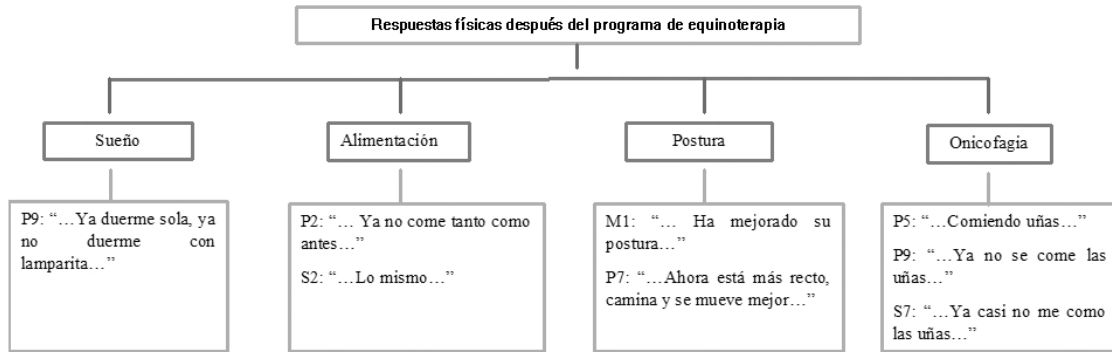 Respuestas físicas después del programa de equinoterapia
Sueño
Alimentación
Postura
Onicofagia
P9: “…Ya duerme sola, ya
no duerme con
lamparita…”
P2: “… Ya no come tanto como
antes…”
S2: “…Lo mismo…”
M1: “… Ha mejorado su
postura…”
P7: “…Ahora está más recto,
camina y se mueve mejor…”
P5: “…Comiendo uñas…”
P9: “…Ya no se come las
uñas…”
S7: “…Ya casi no me como
las uñas…”